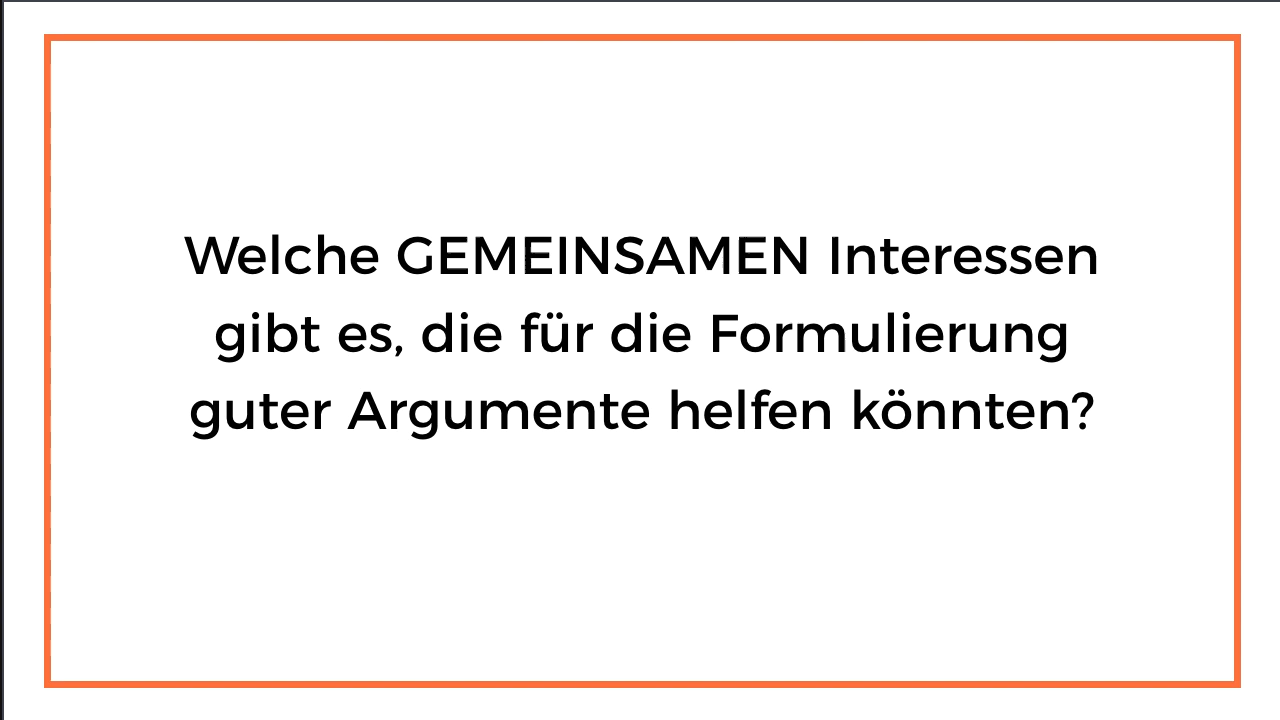 Welche GEMEINSAMEN Interessen
gibt es, die für die Formulierung
guter Argumente helfen könnten?